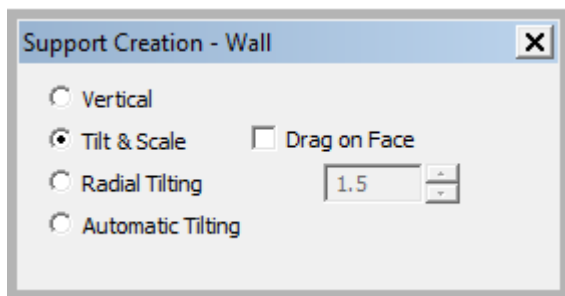 Support Creation - Wall
Vertical
Tilt & Scale Drag on Face
Radial Tilting 1.5
Automatic Tilting